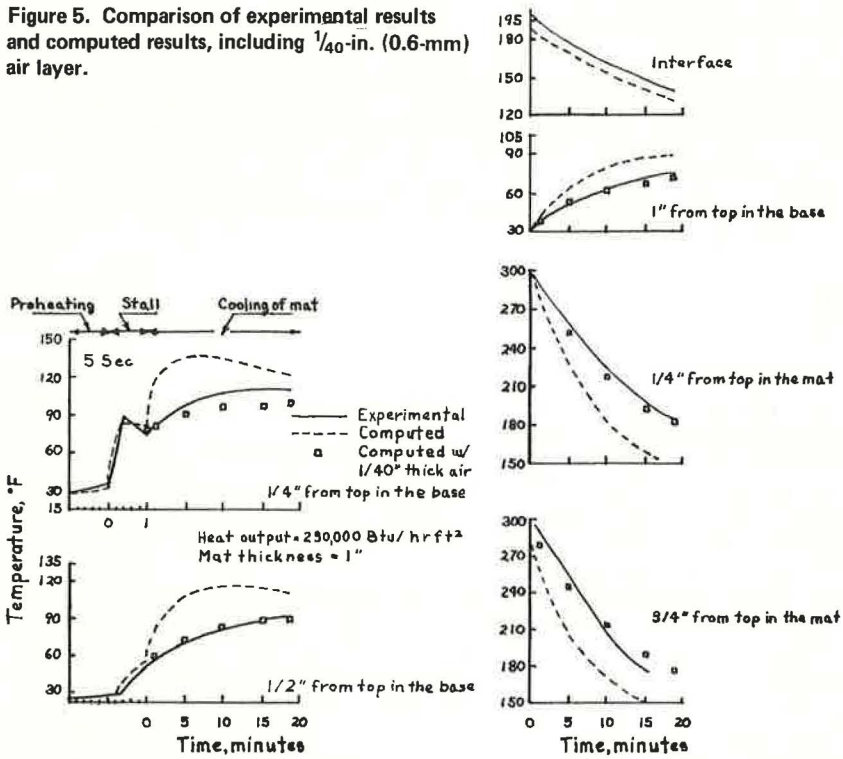 Figure 5. Comparison of experimental results
and computed results, including 1/40-in. (0.6-mm)
air layer.
195
180
150
120
Interface
105
90
60
30
1" from top in the base
300
270
240
210
180
150
1/4" from top in the mat
Preheating
Stall
Cooling of mat
150
120
90
60
30
15
5 Sec
Experimental
Computed
Computed w/
1/40" thick air
1/4" from top in the base
0 1
Heat output = 290,000 Btu/hrft²
Mat thickness = 1"
Temperature, °F
135
120
90
60
30
1/2" from top in the base
0 5 10 15 20
Time, minutes
300
270
240
210
180
150
3/4" from top in the mat
0 5 10 15 20
Time, minutes